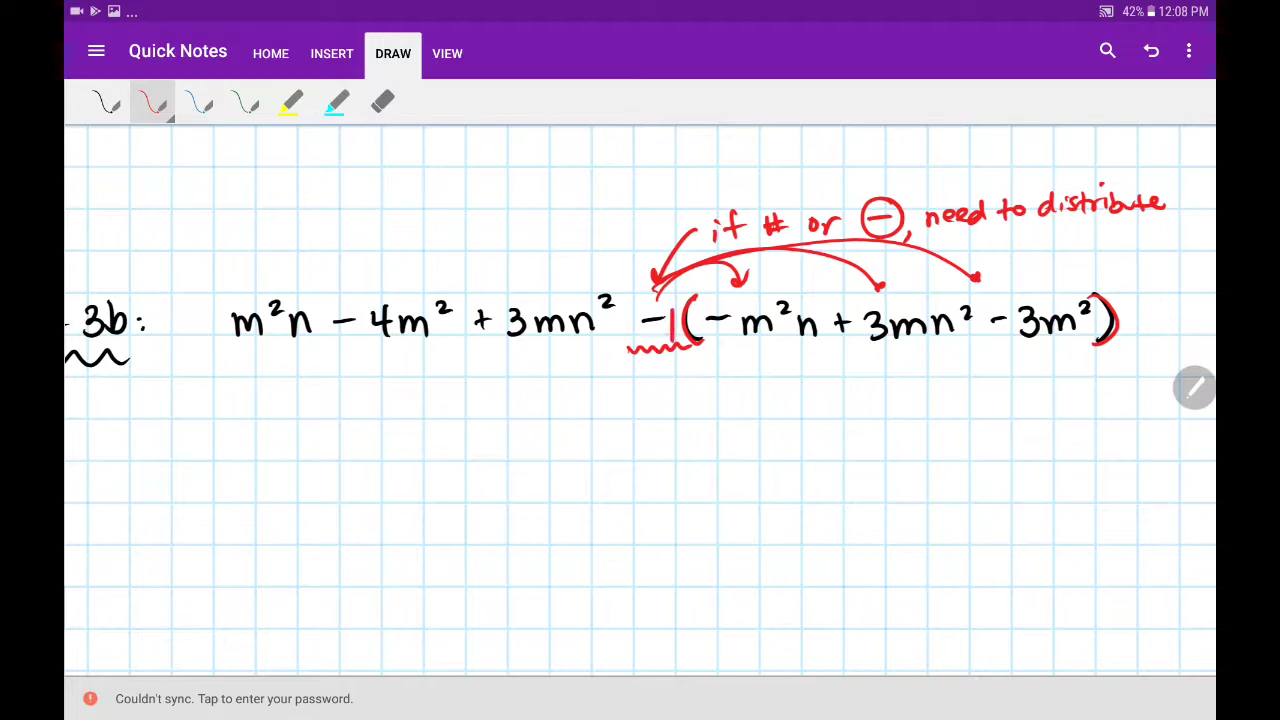 ... 42% 12:08 PM
Quick Notes HOME INSERT DRAW VIEW
if # or −, need to distribute
- 3b: m²n − 4m² + 3mn² −1(−m²n + 3mn² − 3m²)
Couldn't sync. Tap to enter your password.